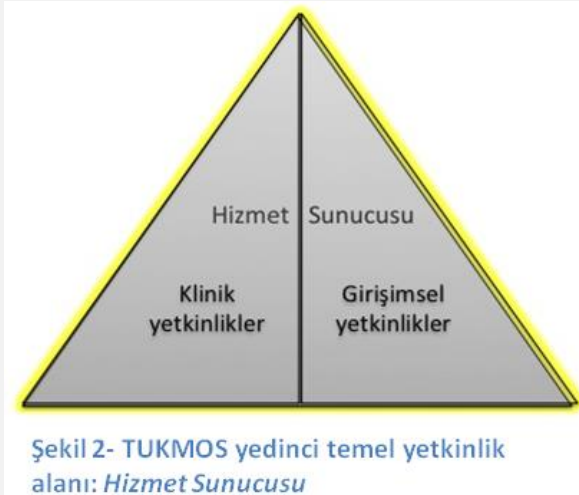 Hizmet Sunucusu
Klinik Girişimsel
yetkinlikler yetkinlikler
Şekil 2- TUKMOS yedinci temel yetkinlik
alanı: Hizmet Sunucusu